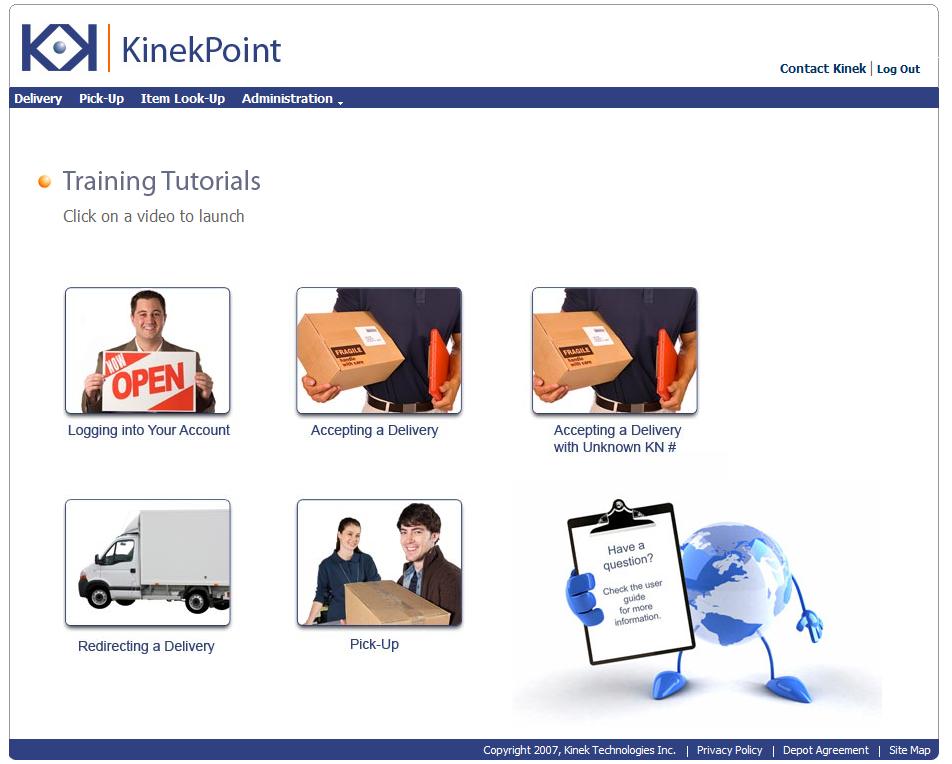 KinekPoint
Contact Kinek | Log Out
Delivery Pick-Up Item Look-Up Administration
Training Tutorials
Click on a video to launch
NOW
OPEN
FRAGILE
handle
with care
FRAGILE
handle
with care
Logging into Your Account
Accepting a Delivery
Accepting a Delivery
with Unknown KN #
Have a
question?
Check the user
guide
for more
information.
Redirecting a Delivery
Pick-Up
Copyright 2007, Kinek Technologies Inc. | Privacy Policy | Depot Agreement | Site Map